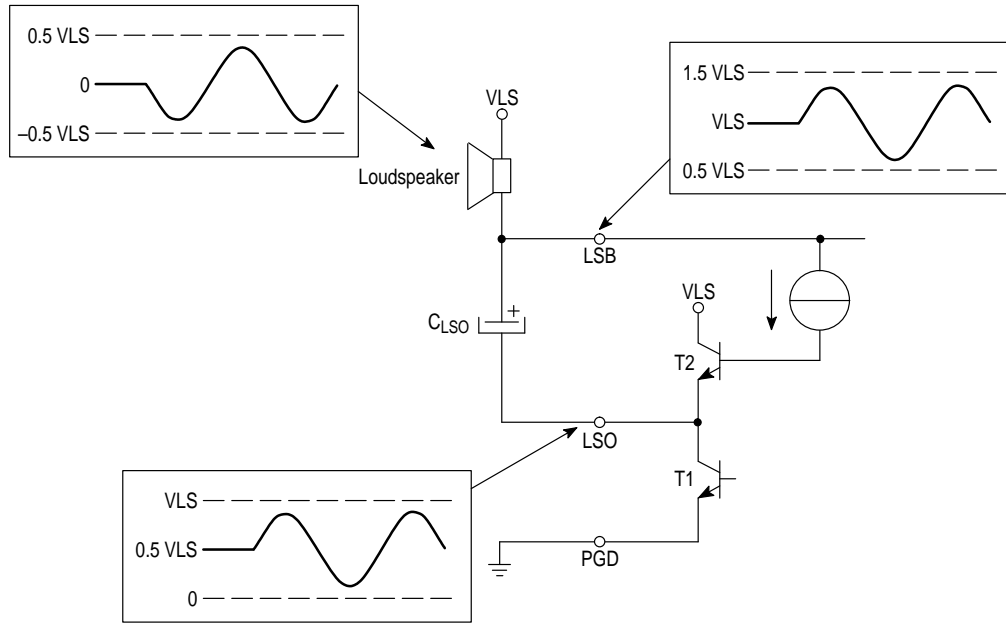 0.5 VLS
0
–0.5 VLS
VLS
Loudspeaker
1.5 VLS
VLS
0.5 VLS
LSB
CLSO
+
VLS
T2
LSO
T1
VLS
0.5 VLS
0
PGD